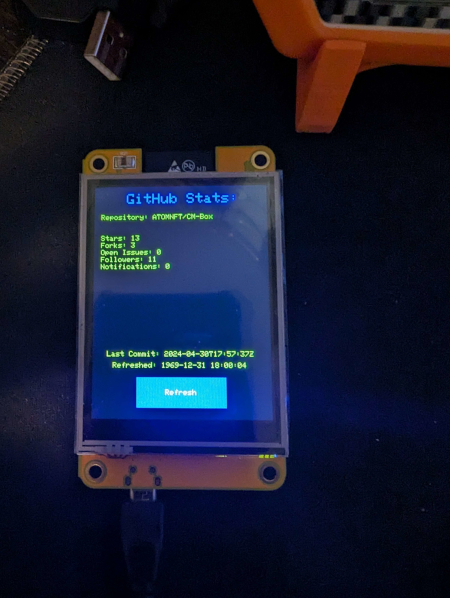 GitHub Stats:
Repository: ATOMNFT/CM-Box
Stars: 13
Forks: 3
Open Issues: 0
Followers: 11
Notifications: 0
Last Commit: 2024-04-30T17:57:37Z
Refreshed: 1969-12-31 18:00:04
Refresh